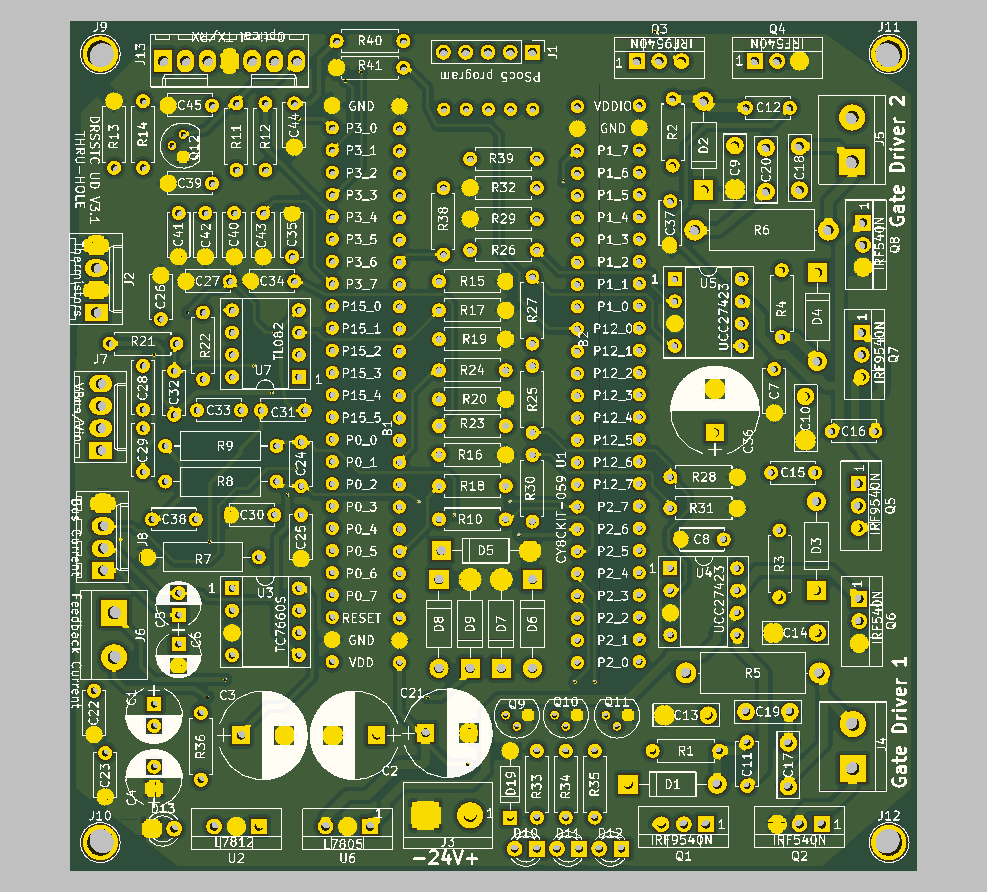 J9
J13
Optical TX/RX
R40
R41
J1
PSoc5 program
Q3
IRF9540N
1
Q4
IRF540N
1
J11
R13
R14
C45
Q12
R11
R12
C44
C39
DRSSTC UD V3.1
THRU-HOLE
GND
P3_0
P3_1
P3_2
P3_3
P3_4
P3_5
P3_6
P3_7
P15_0
P15_1
P15_2
P15_3
P15_4
P15_5
P0_0
P0_1
P0_2
P0_3
P0_4
P0_5
P0_6
P0_7
RESET
GND
VDD
B1
R39
R32
R29
R26
R38
R15
R17
R19
R24
R20
R23
R16
R18
R10
R27
R25
R30
D5
D8
D9
D7
D6
CY8CKIT-059 U1
VDDIO
GND
P1_7
P1_6
P1_5
P1_4
P1_3
P1_2
P1_1
P1_0
P12_0
P12_1
P12_2
P12_3
P12_4
P12_5
P12_6
P12_7
P2_7
P2_6
P2_5
P2_4
P2_3
P2_2
P2_1
P2_0
R2
D2
C12
C9
C20
C18
J5
Gate Driver 2
C37
R6
Q8
IRF540N
1
U5
UCC27423
1
R4
D4
Q7
IRF9540N
1
C36
C7
C10
C16
C15
R28
R31
C8
Q5
IRF9540N
1
D3
R3
U4
UCC27423
1
Q6
IRF540N
1
C14
R5
C13
C19
J4
Gate Driver 1
C41
C42
C40
C43
C35
J2
Thermistors
C27
C34
C26
R22
TL082
U7
1
R21
J7
VBus/Vin
C28
C32
C33
C31
C29
R9
R8
C24
C38
C30
C25
R7
J8
Bus Current
C5
C6
U3
TC7660S
1
J6
Feedback Current
C22
C23
C1
C4
R36
C3
C2
C21
D13
J10
L7812
U2
1
L7805
U6
1
J3
1
-24V+
Q9
Q10
Q11
D19
R33
R34
R35
D10
D11
D12
R1
D1
C11
C17
IRF9540N
Q1
1
IRF540N
Q2
1
J12